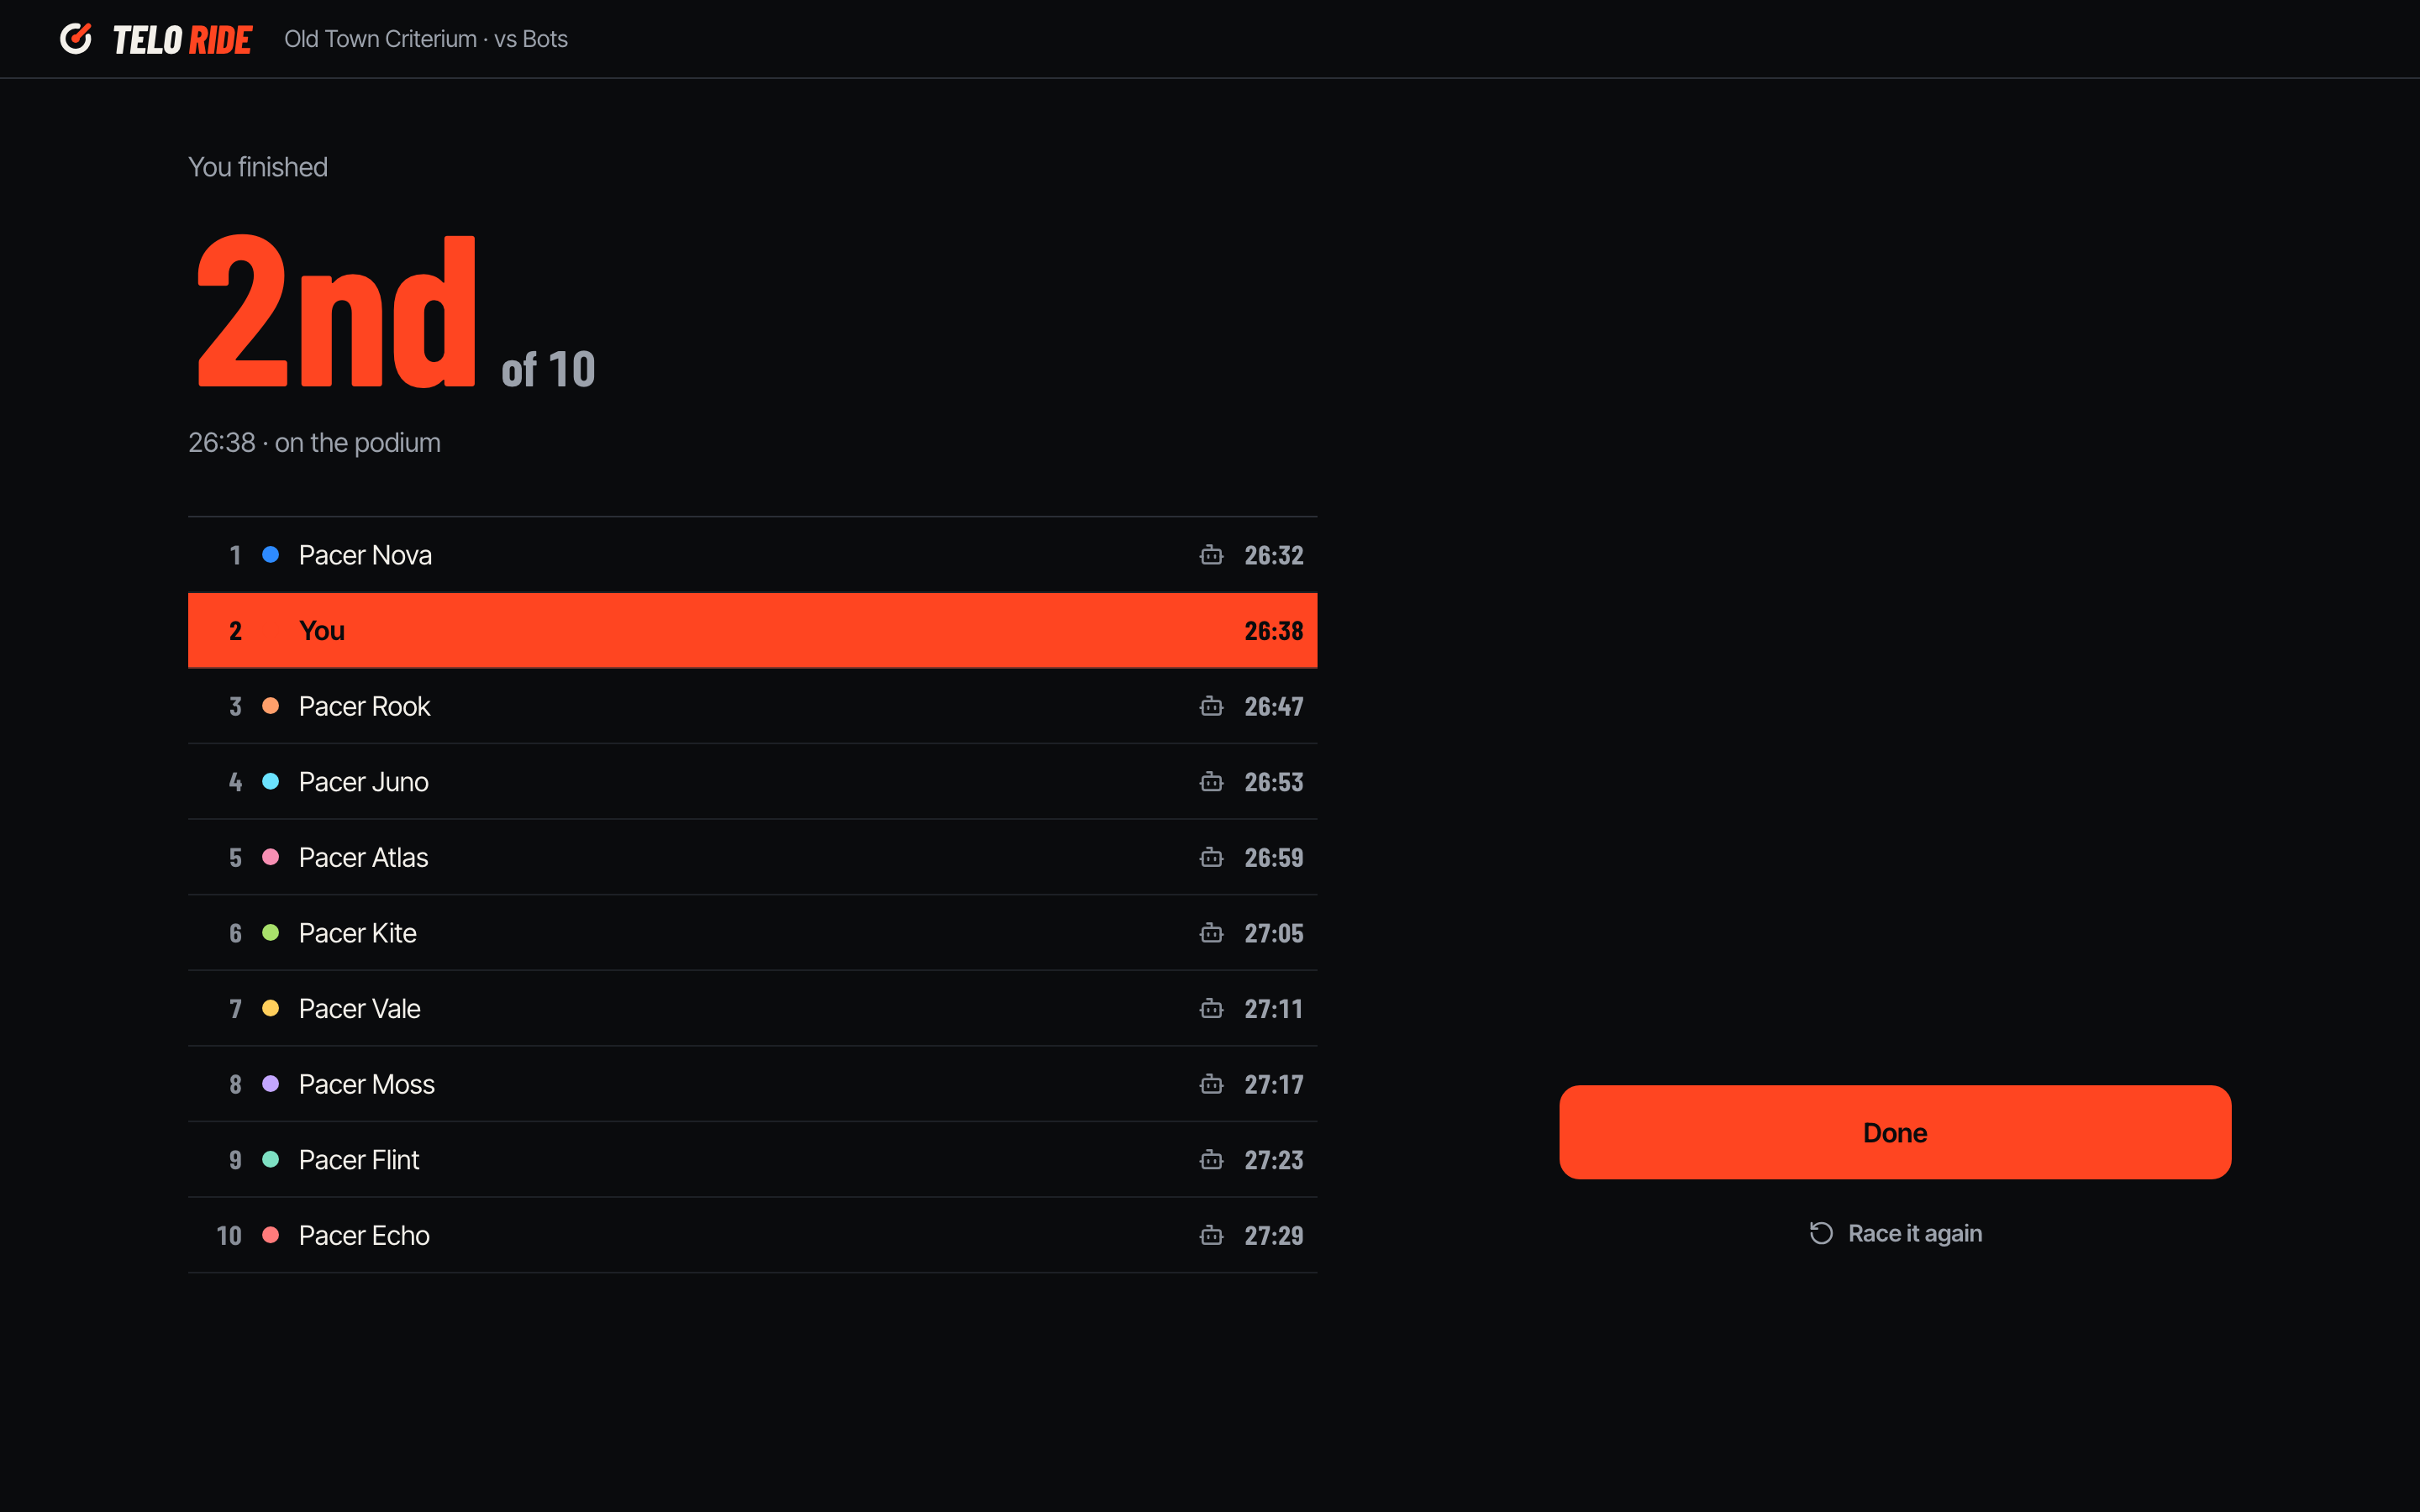 TELO RIDE Old Town Criterium · vs Bots
You finished
2nd of 10
26:38 · on the podium
1 Pacer Nova 26:32
2 You 26:38
3 Pacer Rook 26:47
4 Pacer Juno 26:53
5 Pacer Atlas 26:59
6 Pacer Kite 27:05
7 Pacer Vale 27:11
8 Pacer Moss 27:17
9 Pacer Flint 27:23
10 Pacer Echo 27:29
Done
Race it again